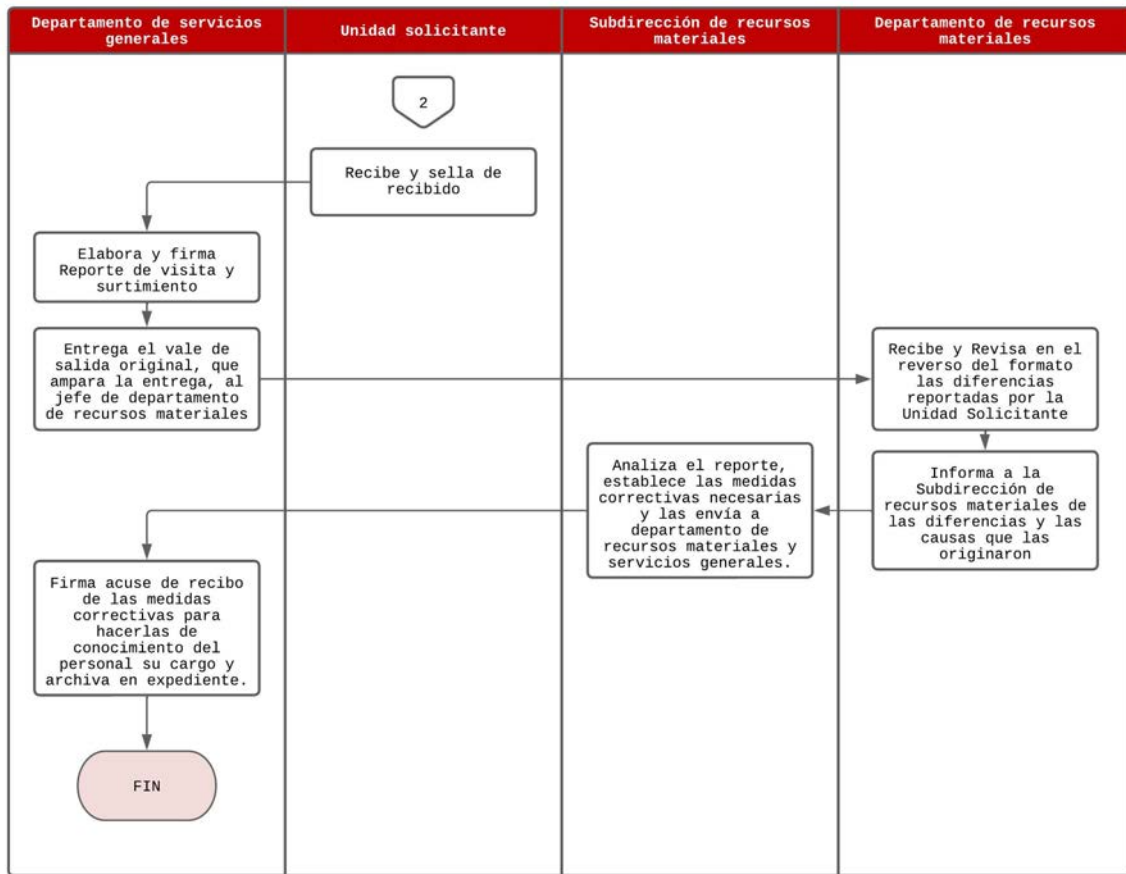 Departamento de servicios
generales
Unidad solicitante
Subdirección de recursos
materiales
Departamento de recursos
materiales
2
Recibe y sella de
recibido
Elabora y firma
Reporte de visita y
surtimiento
Entrega el vale de
salida original, que
ampara la entrega, al
jefe de departamento
de recursos materiales
Recibe y Revisa en el
reverso del formato
las diferencias
reportadas por la
Unidad Solicitante
Informa a la
Subdirección de
recursos materiales de
las diferencias y las
causas que las
originaron
Analiza el reporte,
establece las medidas
correctivas necesarias
y las envía a
departamento de
recursos materiales y
servicios generales.
Firma acuse de recibo
de las medidas
correctivas para
hacerlas de
conocimiento del
personal su cargo y
archiva en expediente.
FIN